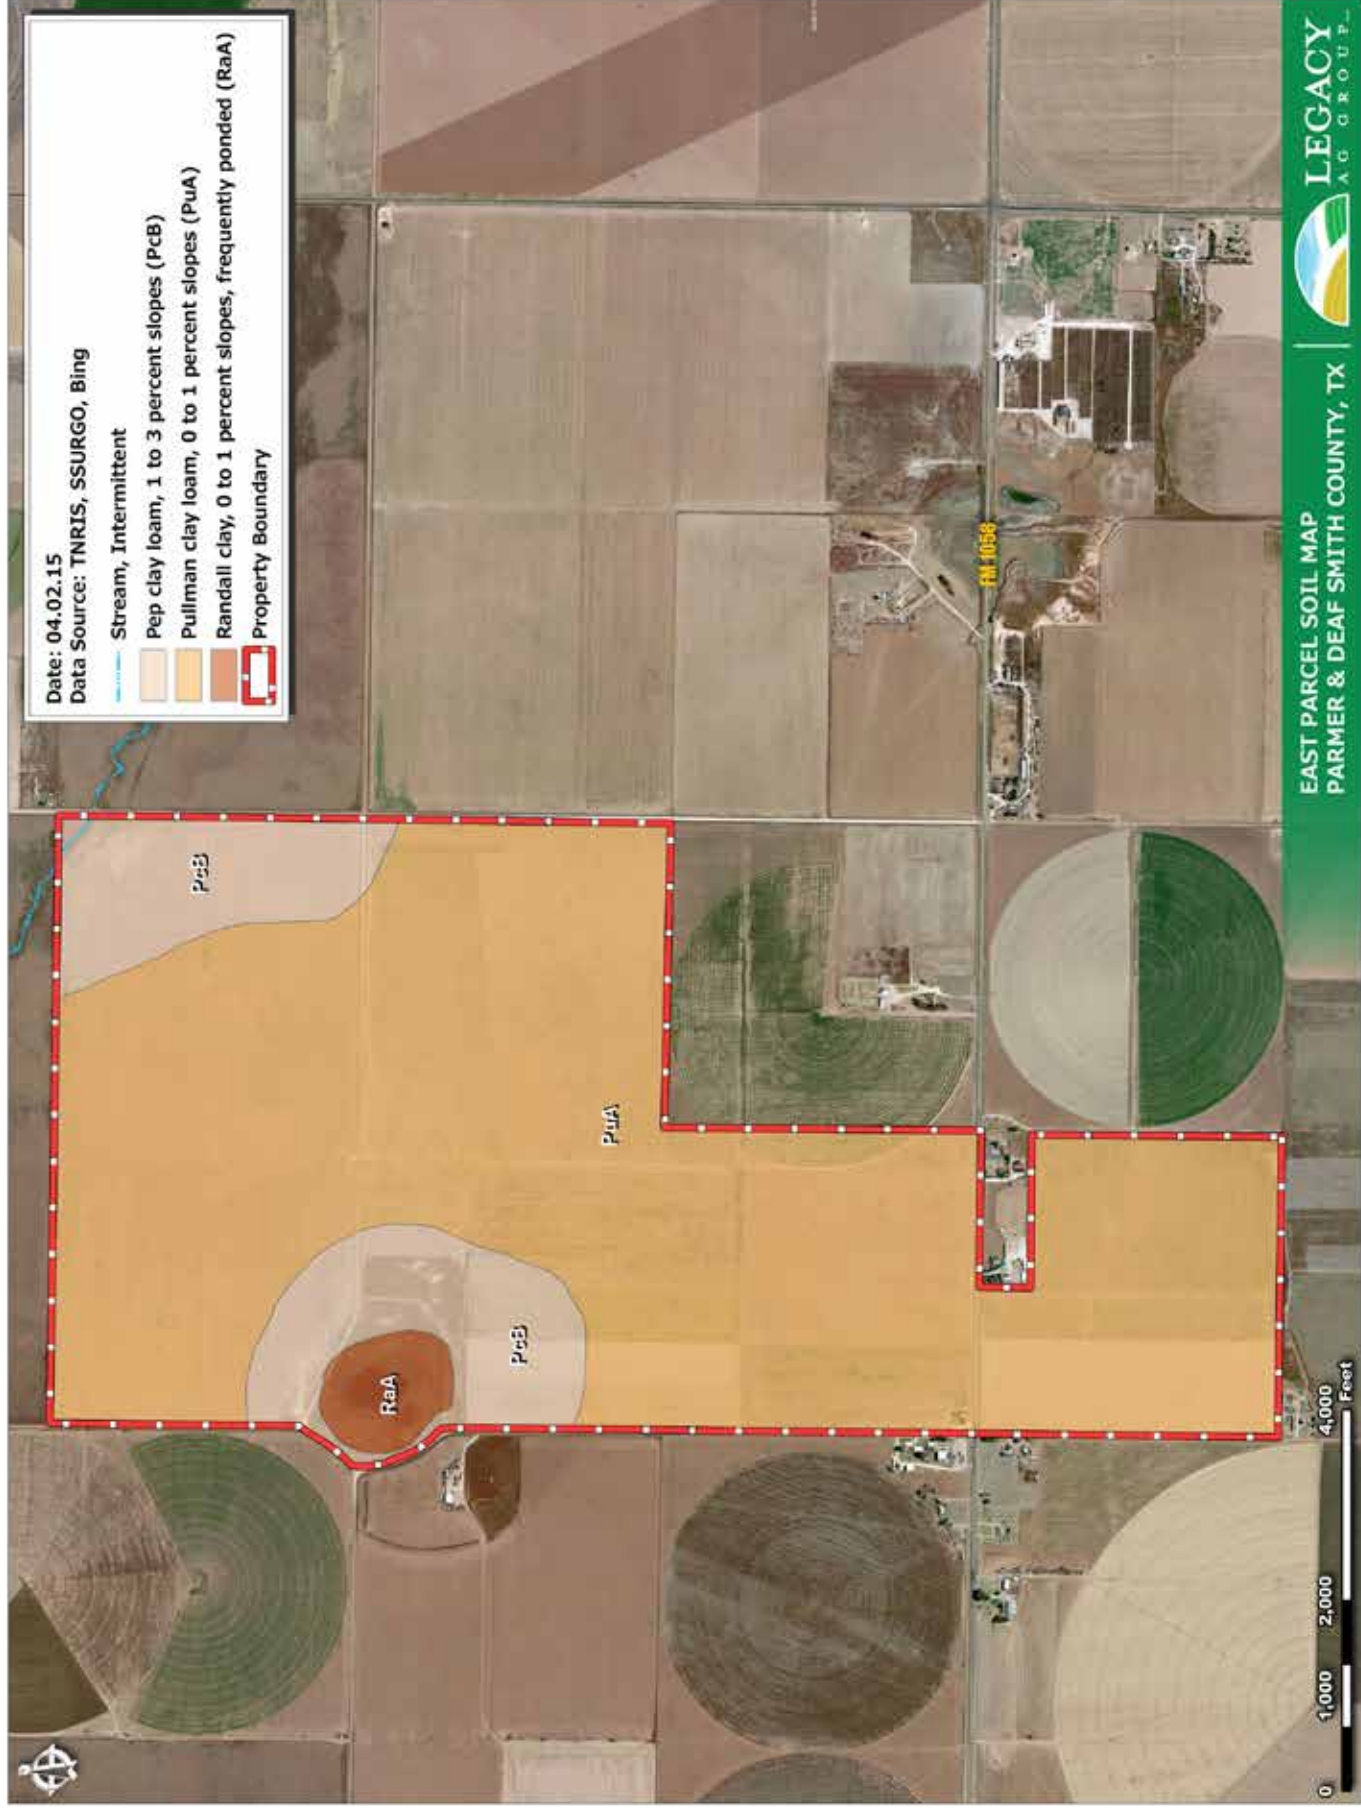 Date: 04.02.15
Data Source: TNRIS, SSURGO, Bing
Stream, Intermittent
Pep clay loam, 1 to 3 percent slopes (PcB)
Pullman clay loam, 0 to 1 percent slopes (PuA)
Randall clay, 0 to 1 percent slopes, frequently ponded (RaA)
Property Boundary
PcB
PuA
RaA
PcB
FM 1058
0 1,000 2,000 4,000
Feet
EAST PARCEL SOIL MAP
PARMER & DEAF SMITH COUNTY, TX
LEGACY
AG GROUP